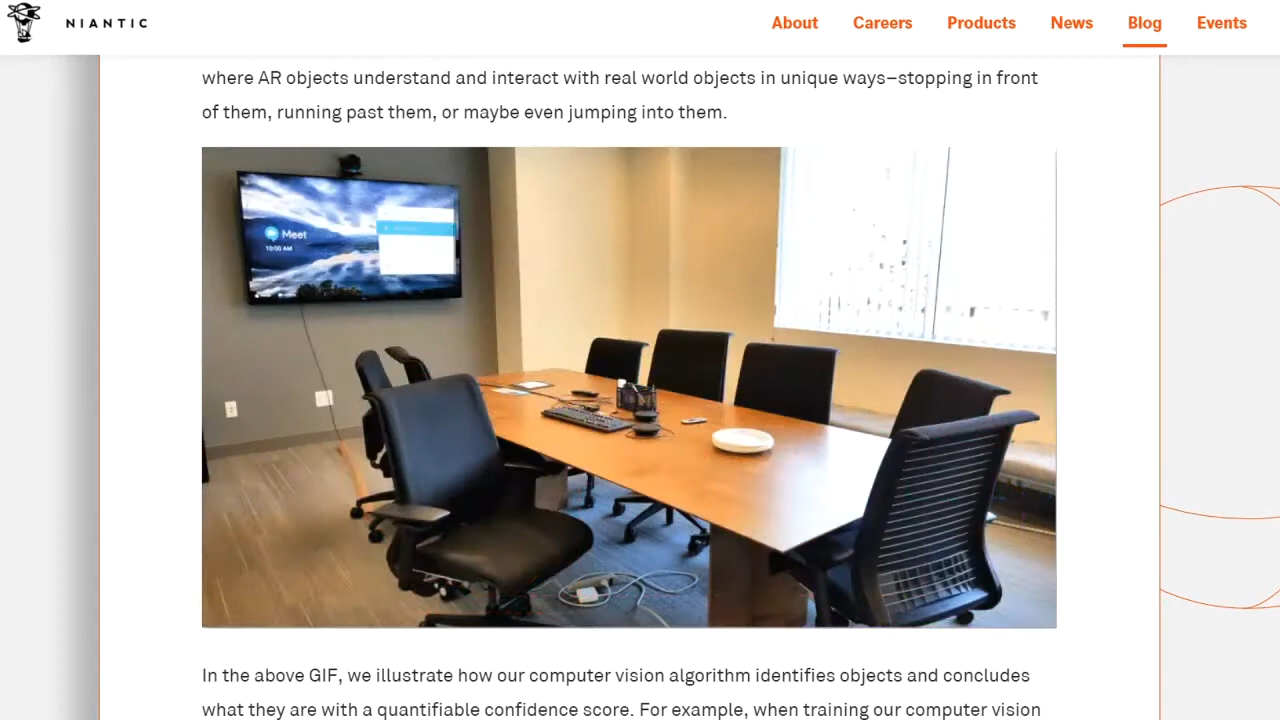 NIANTIC
About Careers Products News Blog Events
where AR objects understand and interact with real world objects in unique ways–stopping in front
of them, running past them, or maybe even jumping into them.
Meet
10:00 AM
In the above GIF, we illustrate how our computer vision algorithm identifies objects and concludes
what they are with a quantifiable confidence score. For example, when training our computer vision